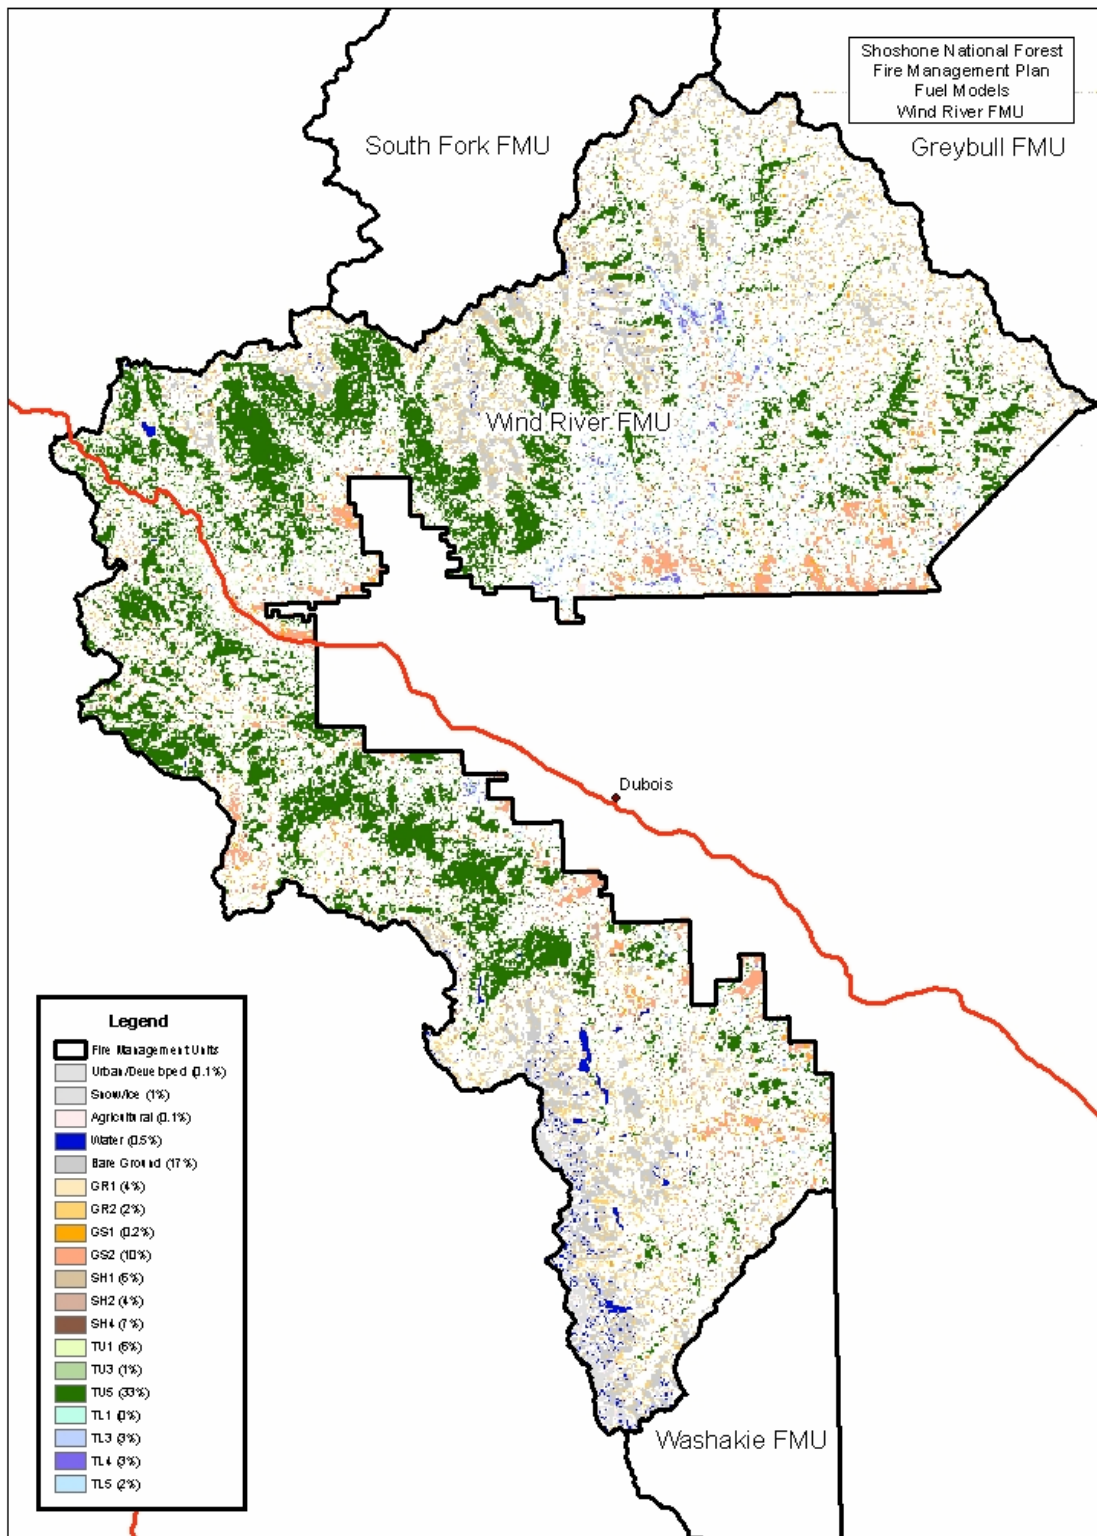 Shoshone National Forest
Fire Management Plan
Fuel Models
Wind River FMU
South Fork FMU
Greybull FMU
Wind River FMU
Dubois
Washakie FMU
Legend
Fire Management Units
Urban/Developed (0.1%)
Snow/Ice (1%)
Agricultural (0.1%)
Water (0.5%)
Bare Ground (17%)
GR1 (4%)
GR2 (2%)
GS1 (0.2%)
GS2 (10%)
SH1 (6%)
SH2 (4%)
SH4 (7%)
TU1 (6%)
TU3 (1%)
TU5 (33%)
TL1 (0%)
TL3 (3%)
TL4 (3%)
TL5 (2%)